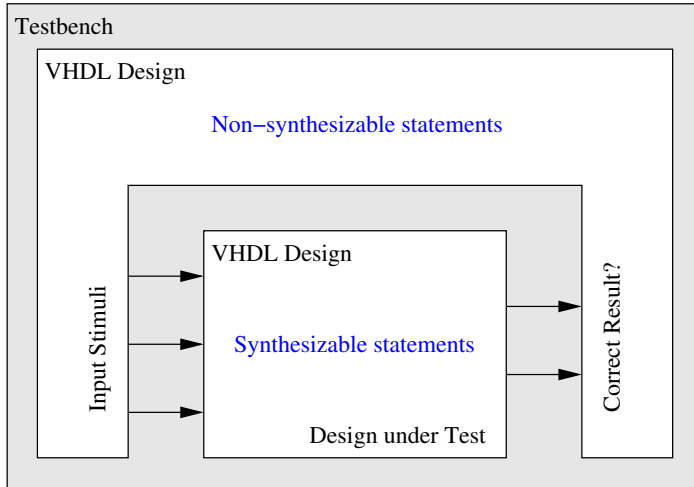 Testbench
VHDL Design
Non−synthesizable statements
Input Stimuli
VHDL Design
Synthesizable statements
Design under Test
Correct Result?